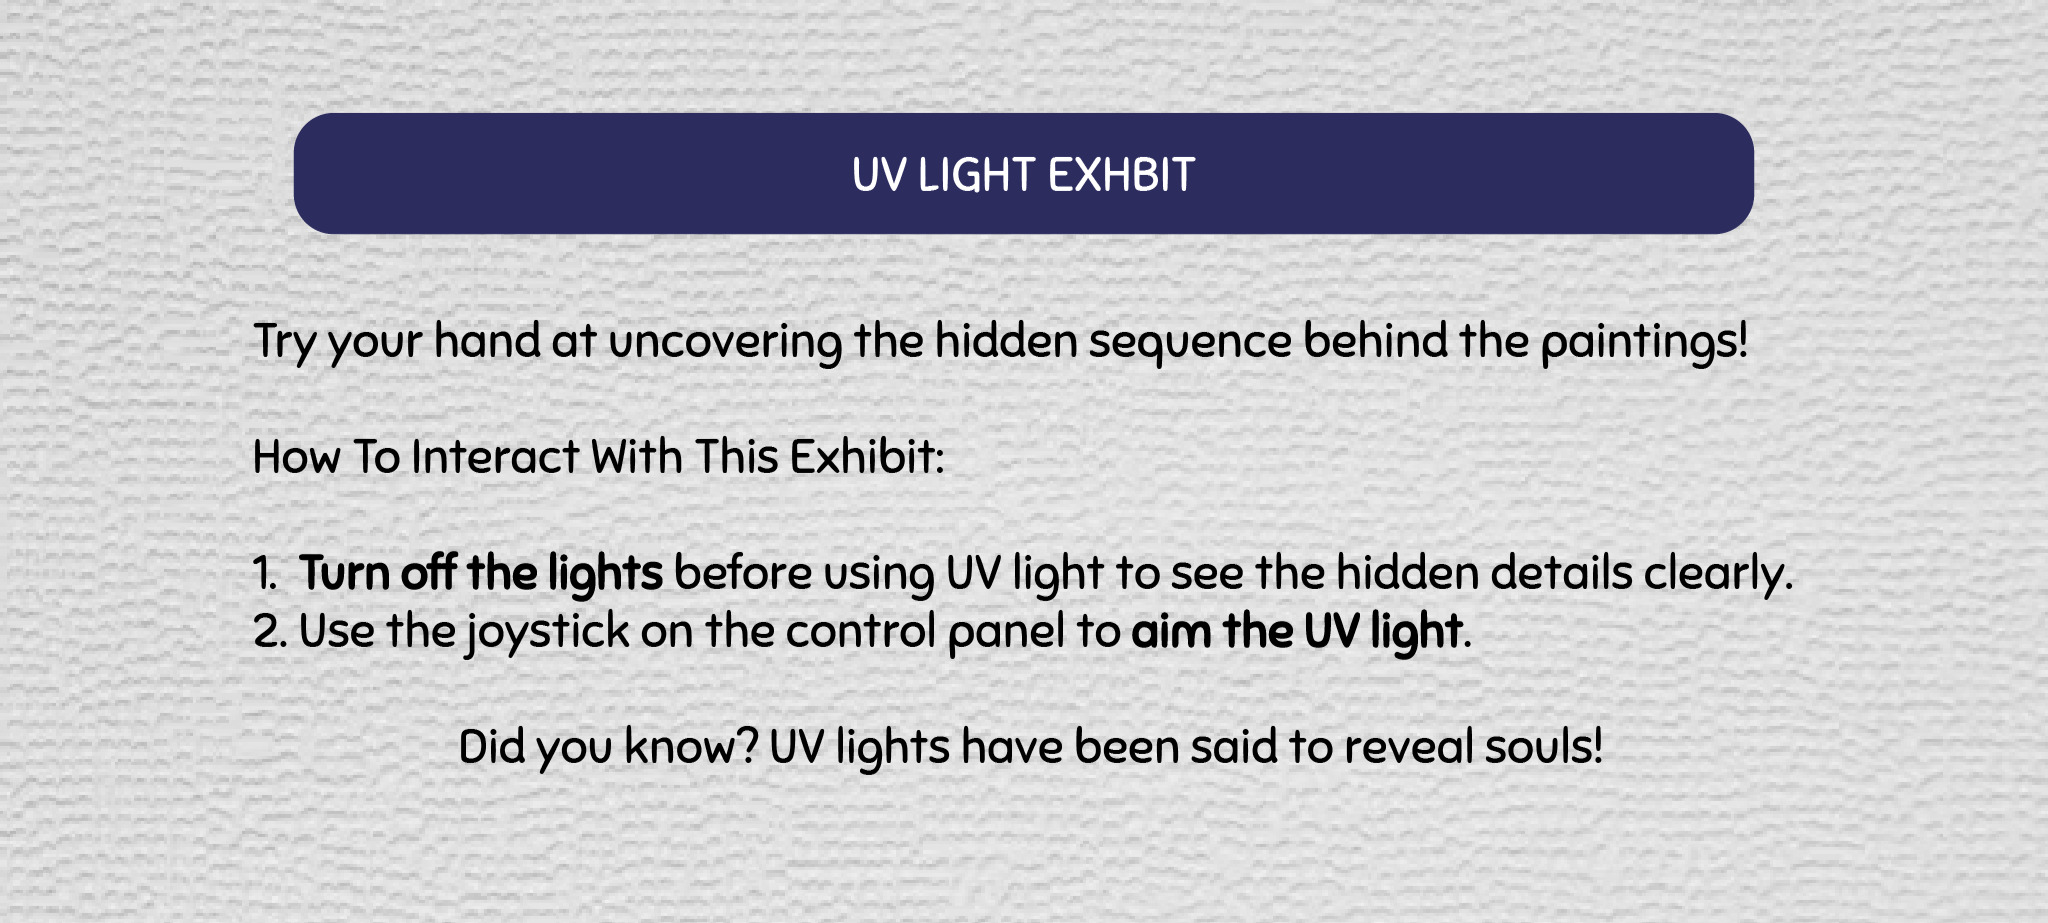 UV LIGHT EXHBIT
Try your hand at uncovering the hidden sequence behind the paintings!
How To Interact With This Exhibit:
1. Turn off the lights before using UV light to see the hidden details clearly.
2. Use the joystick on the control panel to aim the UV light.
Did you know? UV lights have been said to reveal souls!